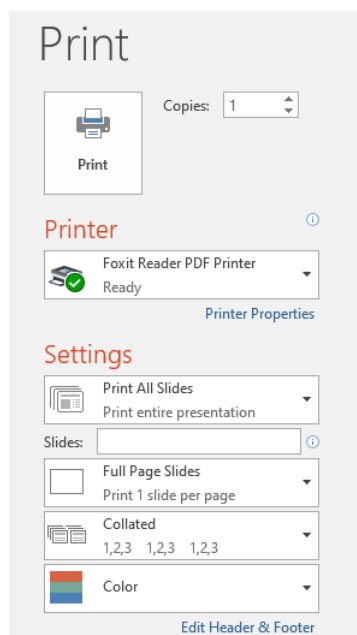 Print
Copies: 1
Print
Printer
Foxit Reader PDF Printer
Ready
Printer Properties
Settings
Print All Slides
Print entire presentation
Slides:
Full Page Slides
Print 1 slide per page
Collated
1,2,3 1,2,3 1,2,3
Color
Edit Header & Footer